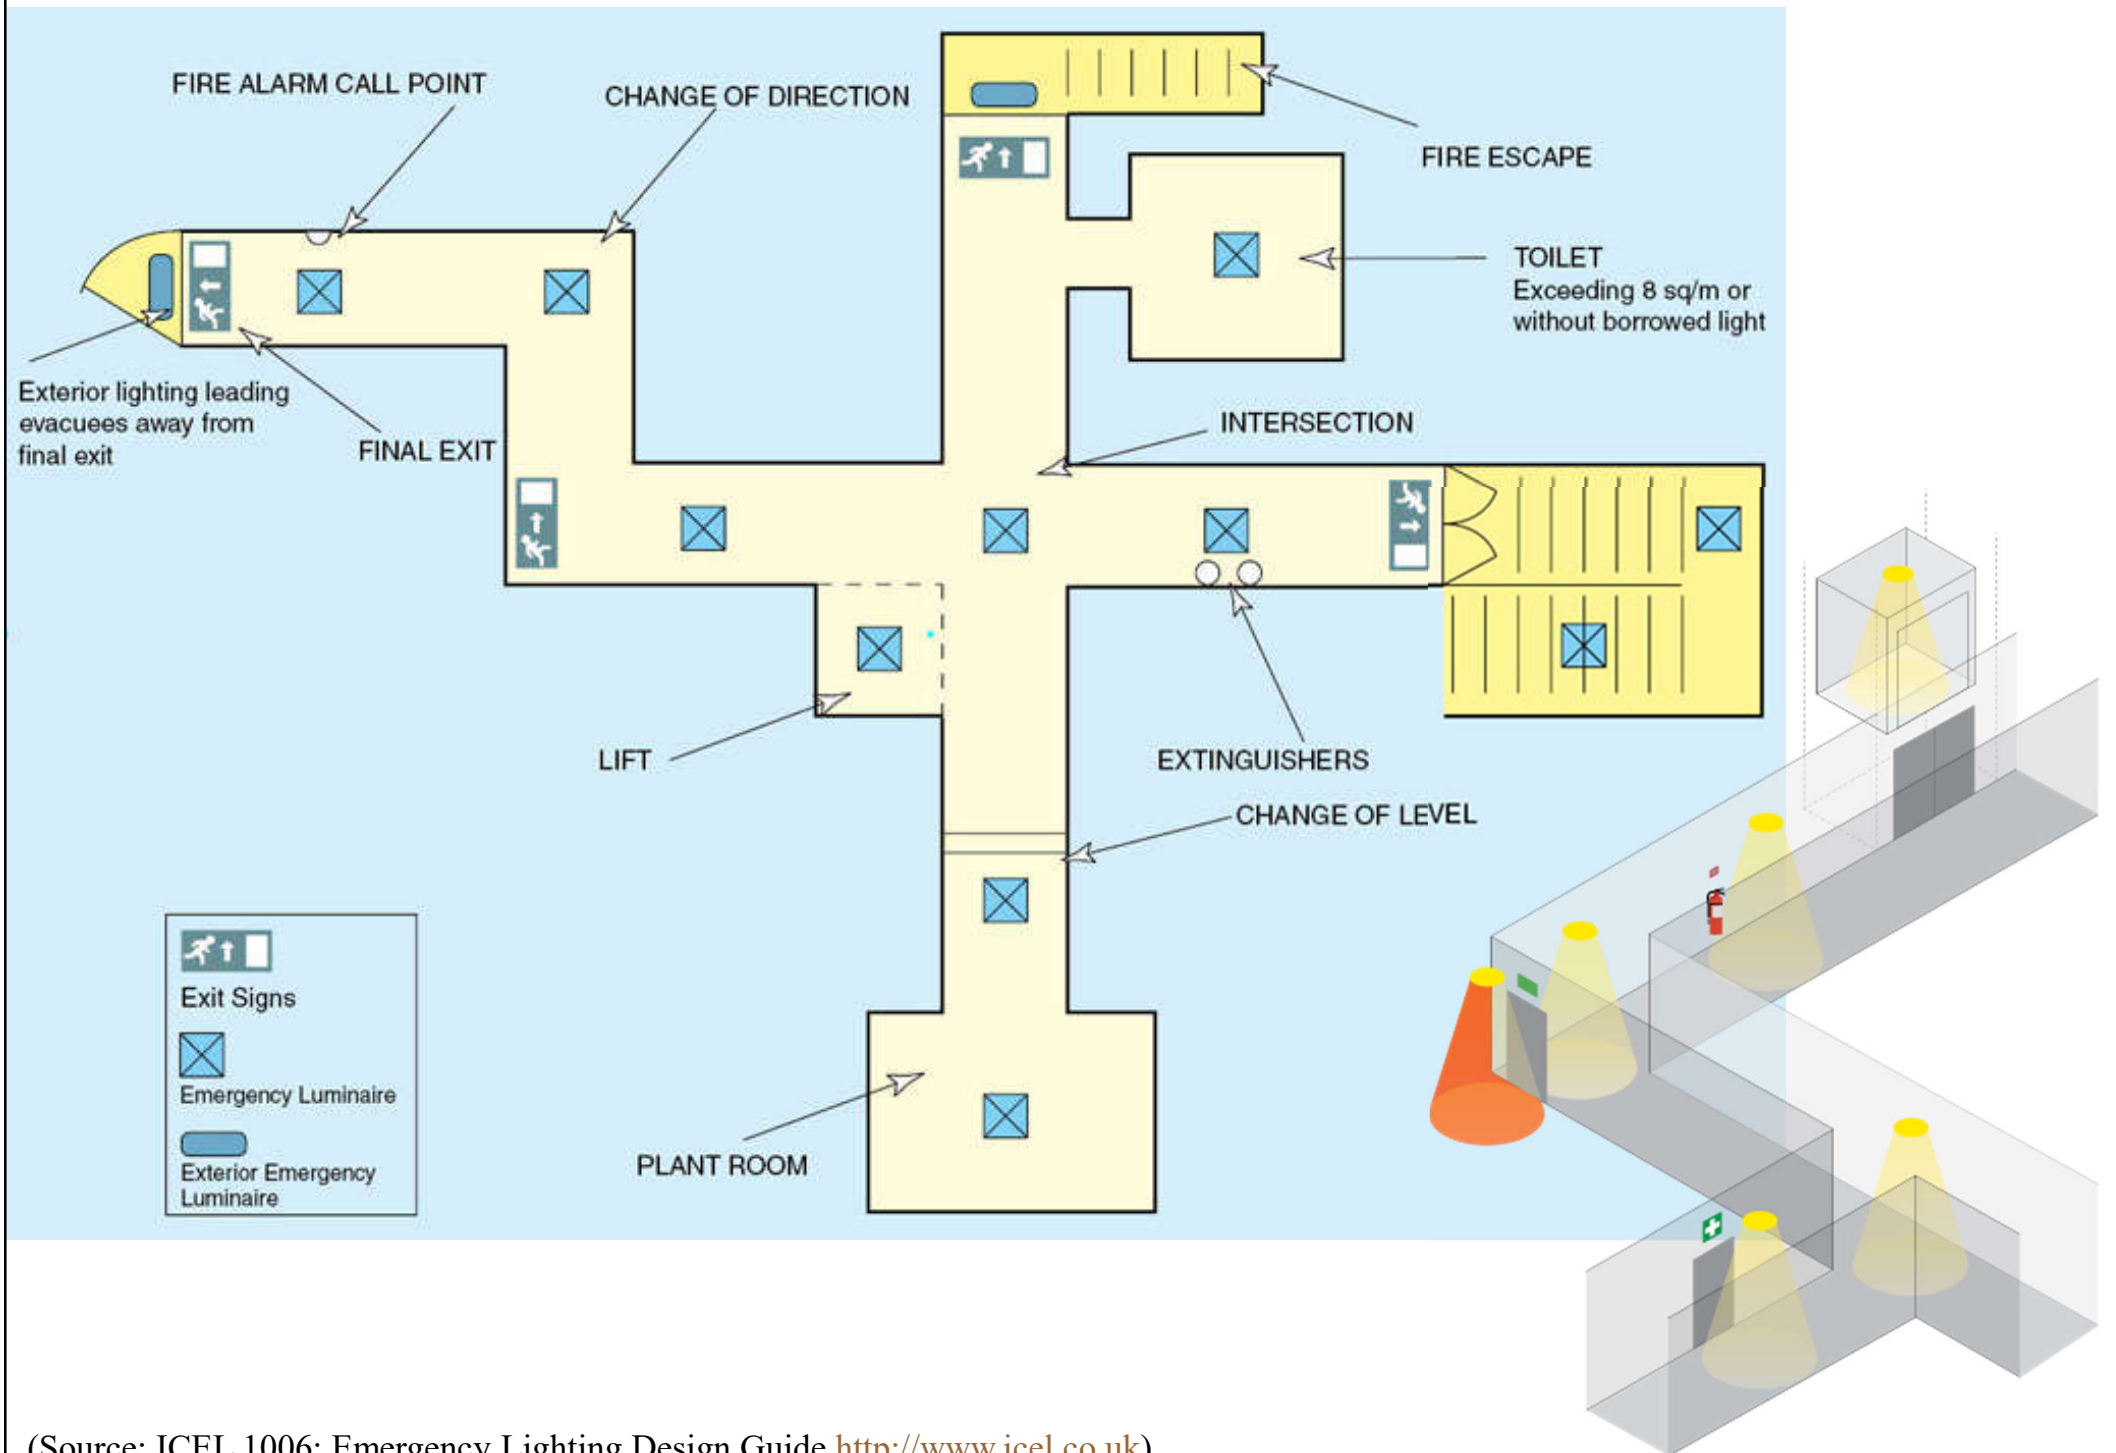 FIRE ALARM CALL POINT
CHANGE OF DIRECTION
FIRE ESCAPE
TOILET
Exceeding 8 sq/m or
without borrowed light
Exterior lighting leading
evacuees away from
final exit
FINAL EXIT
INTERSECTION
LIFT
EXTINGUISHERS
CHANGE OF LEVEL
PLANT ROOM
Exit Signs
Emergency Luminaire
Exterior Emergency
Luminaire
(Source: ICEL 1006: Emergency Lighting Design Guide http://www.icel.co.uk)